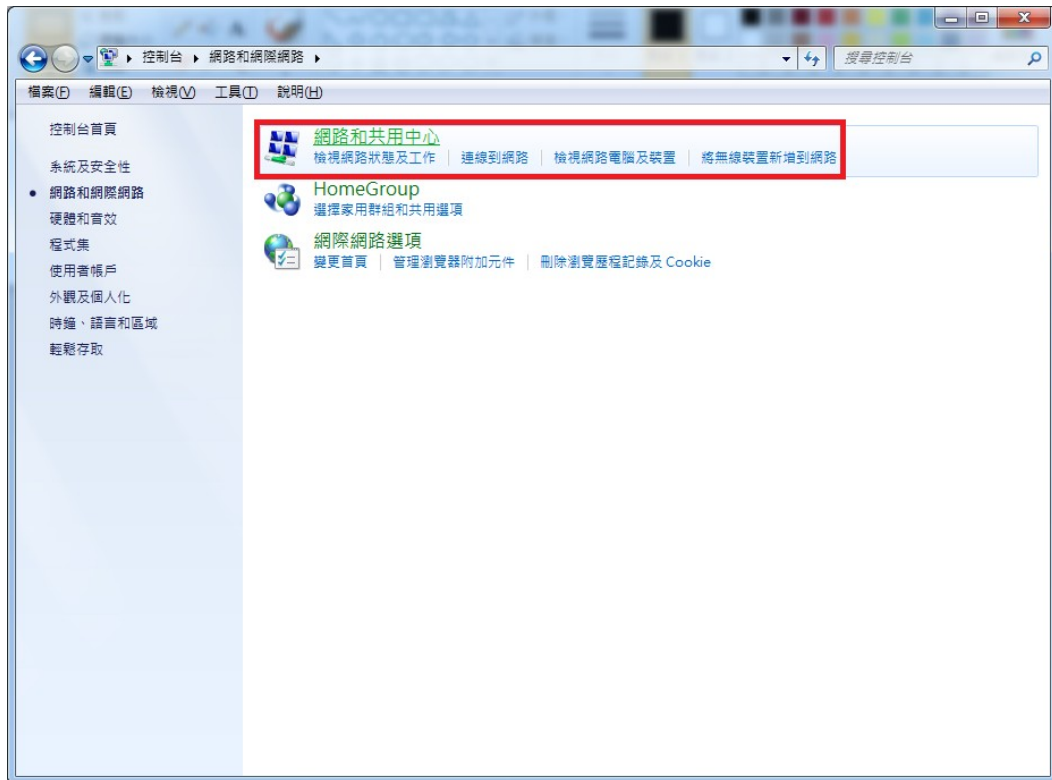 控制台 ▸ 網路和網際網路 ▸
搜尋控制台
檔案(F) 編輯(E) 檢視(V) 工具(T) 說明(H)
控制台首頁
系統及安全性
網路和網際網路
硬體和音效
程式集
使用者帳戶
外觀及個人化
時鐘、語言和區域
輕鬆存取
網路和共用中心
檢視網路狀態及工作 | 連線到網路 | 檢視網路電腦及裝置 | 將無線裝置新增到網路
HomeGroup
選擇家用群組和共用選項
網際網路選項
變更首頁 | 管理瀏覽器附加元件 | 刪除瀏覽歷程記錄及 Cookie